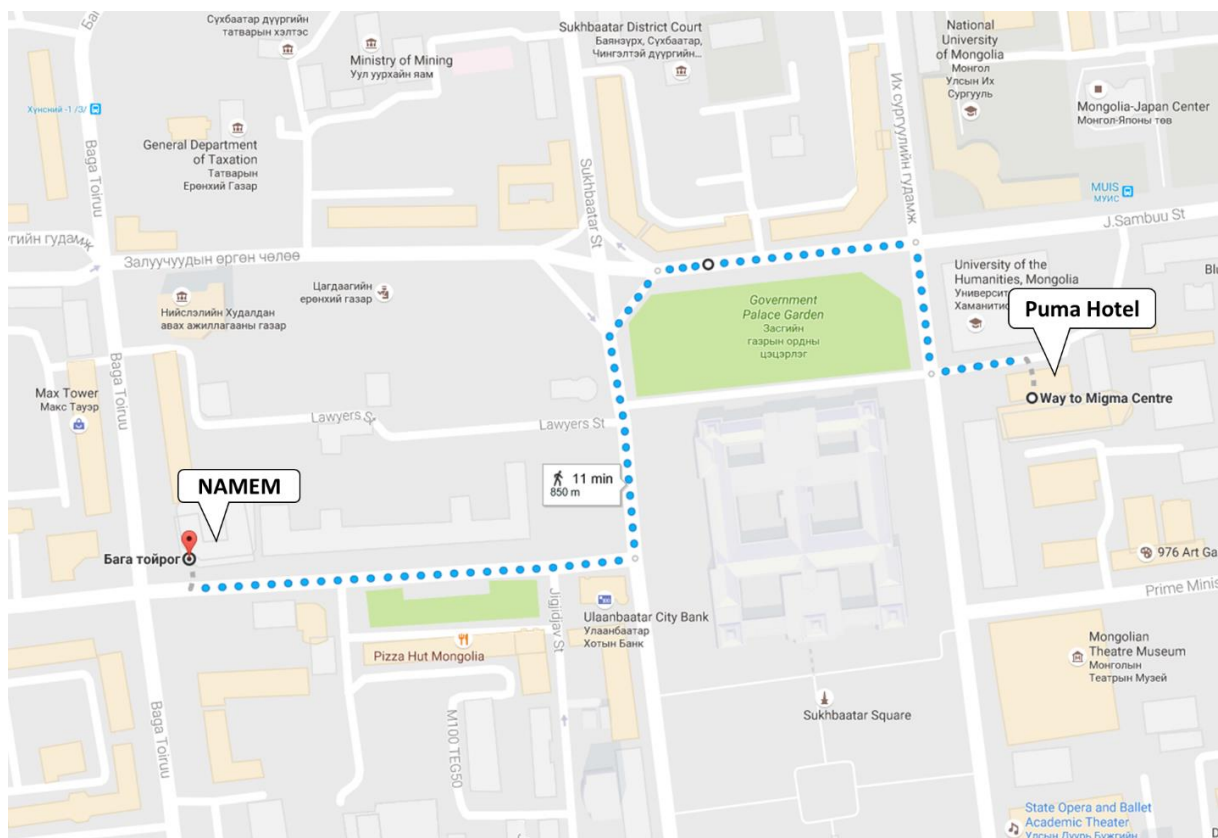 Сүхбаатар дүүргийн
татварын хэлтэс
Ministry of Mining
Уул уурхайн яам
Sukhbaatar District Court
Баянзүрх, Сүхбаатар,
Чингэлтэй дүүргийн...
National
University
of Mongolia
Монгол
Улсын Их
Сургууль
Mongolia-Japan Center
Монгол-Японы төв
Хүнсний -1 /3/
Baga Toiruu
General Department
of Taxation
Татварын
Ерөнхий Газар
Sukhbaatar St
Их сургуулийн гудамж
MUIS
МУИС
J.Sambuu St
Залуучуудын өргөн чөлөө
Цагдаагийн
ерөнхий газар
Нийслэлийн Худалдан
авах ажиллагааны газар
Government
Palace Garden
Засгийн
газрын ордны
цэцэрлэг
University of the
Humanities, Mongolia
Puma Hotel
Way to Migma Centre
Max Tower
Макс Тауэр
Baga Toiruu
Lawyers St
Lawyers St
11 min
850 m
NAMEM
Бага тойрог
976 Art Ga
Prime Minis
Jigjidjav St
Ulaanbaatar City Bank
Улаанбаатар
Хотын Банк
Pizza Hut Mongolia
Mongolian
Theatre Museum
Монголын
Театрын Музей
Sukhbaatar Square
Baga Toiruu
M100 TEG50
State Opera and Ballet
Academic Theater